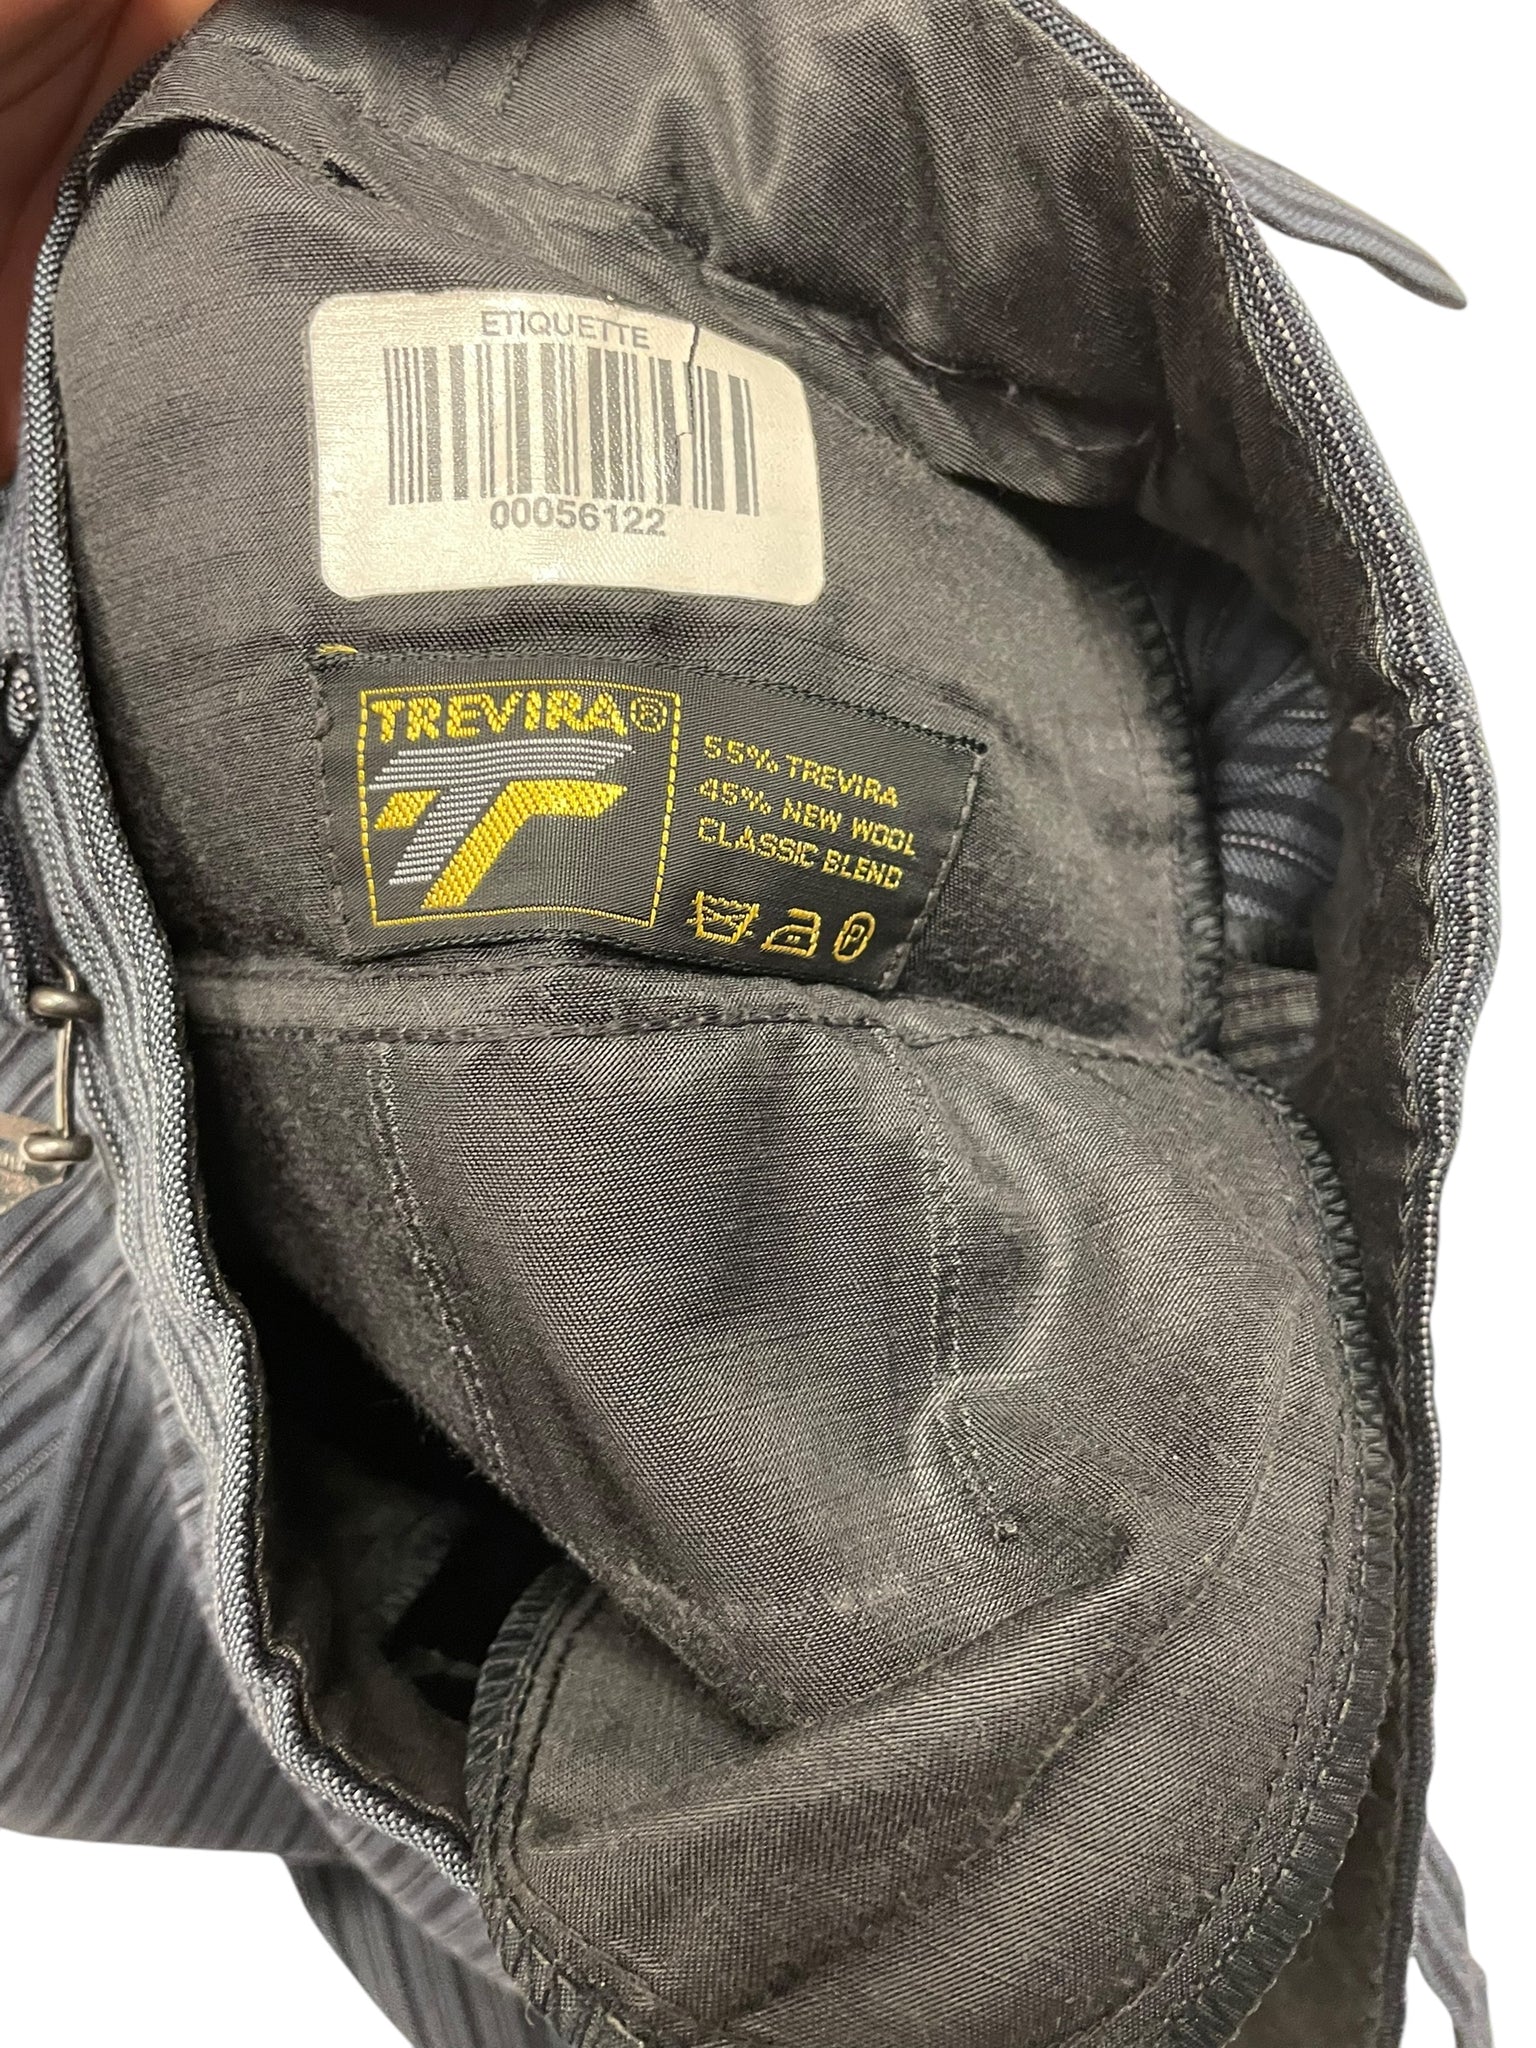 ETIQUETTE
00056122
TREVIRA®
55% TREVIRA
45% NEW WOOL
CLASSIC BLEND
P